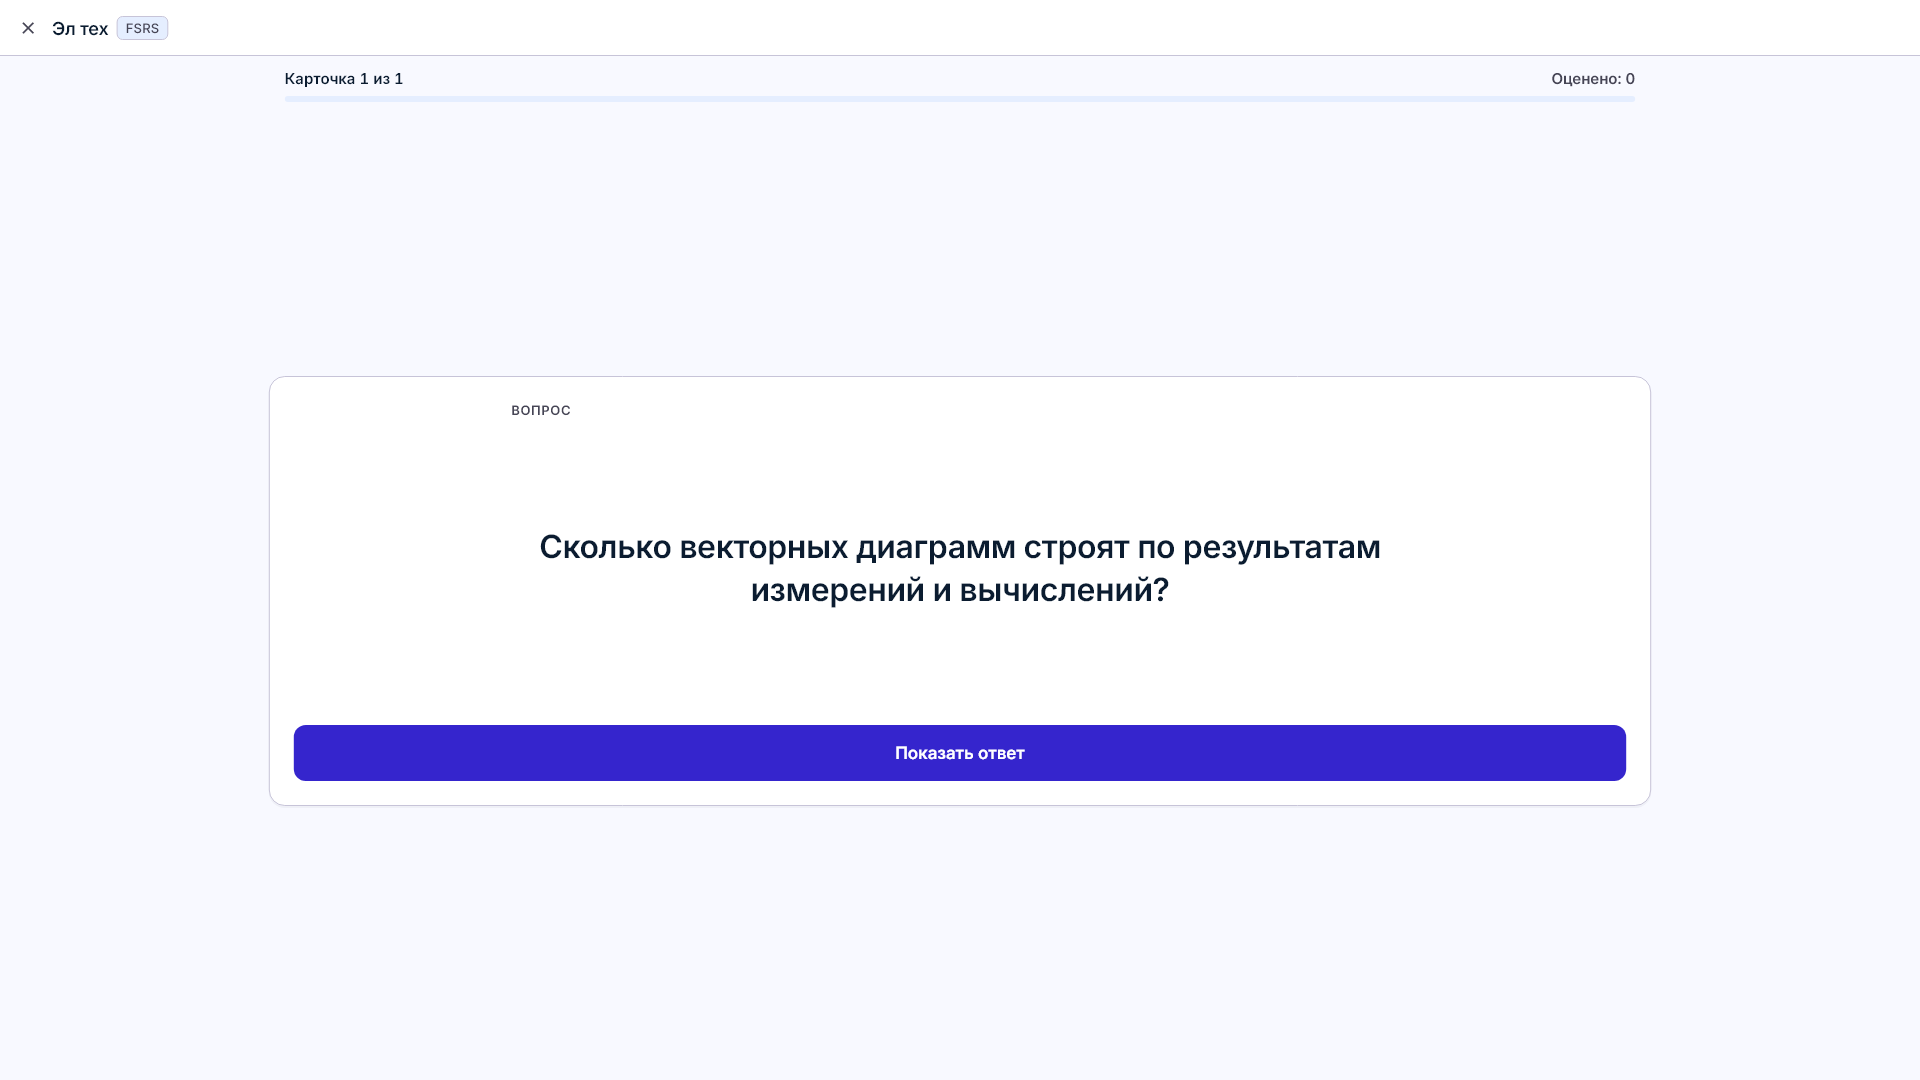 Эл тех FSRS
Карточка 1 из 1
Оценено: 0
ВОПРОС
Сколько векторных диаграмм строят по результатам
измерений и вычислений?
Показать ответ